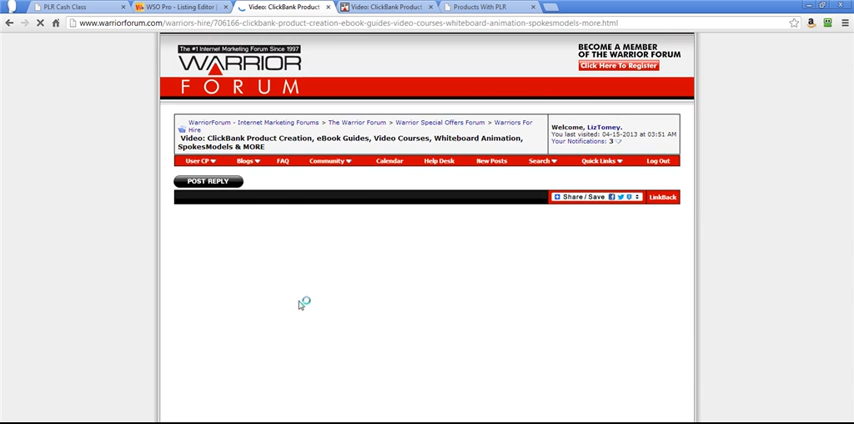 PLR Cash Class
WSO Pro - Listing Editor |
Video: ClickBank Product
Video: ClickBank Product
Products With PLR
www.warriorforum.com/warriors-hire/706166-clickbank-product-creation-ebook-guides-video-courses-whiteboard-animation-spokesmodels-more.html
The #1 Internet Marketing Forum Since 1997
WARRIOR
FORUM
BECOME A MEMBER
OF THE WARRIOR FORUM
Click Here To Register
WarriorForum - Internet Marketing Forums > The Warrior Forum > Warrior Special Offers Forum > Warriors For
Hire
Video: ClickBank Product Creation, eBook Guides, Video Courses, Whiteboard Animation,
SpokesModels & MORE
Welcome, LizTomey.
You last visited: 04-15-2013 at 03:51 AM
Your Notifications: 3
User CP Blogs FAQ Community Calendar Help Desk New Posts Search Quick Links Log Out
POST REPLY
Share / Save LinkBack